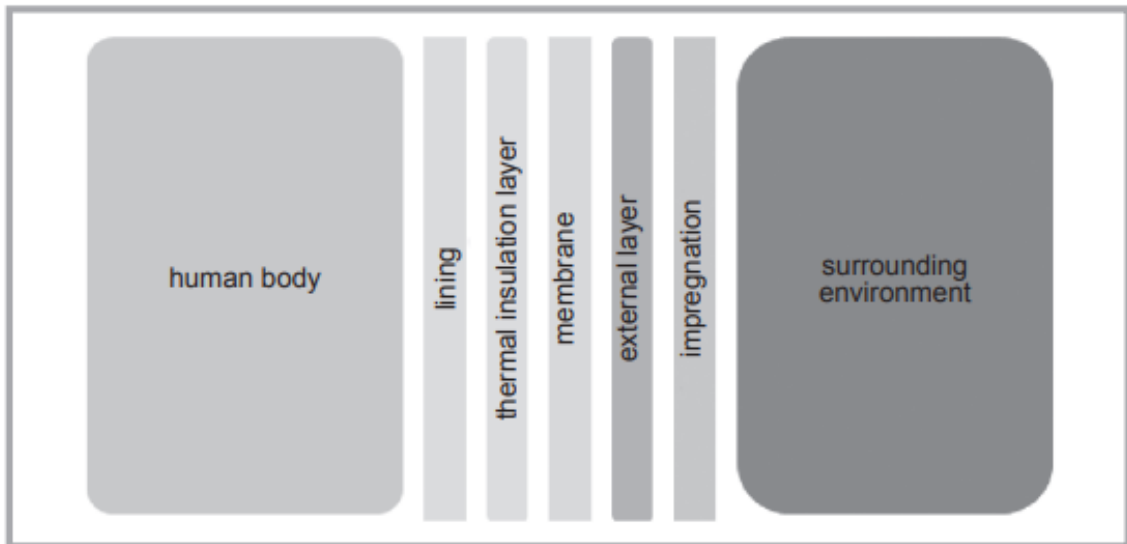 human body
lining
thermal insulation layer
membrane
external layer
impregnation
surrounding
environment